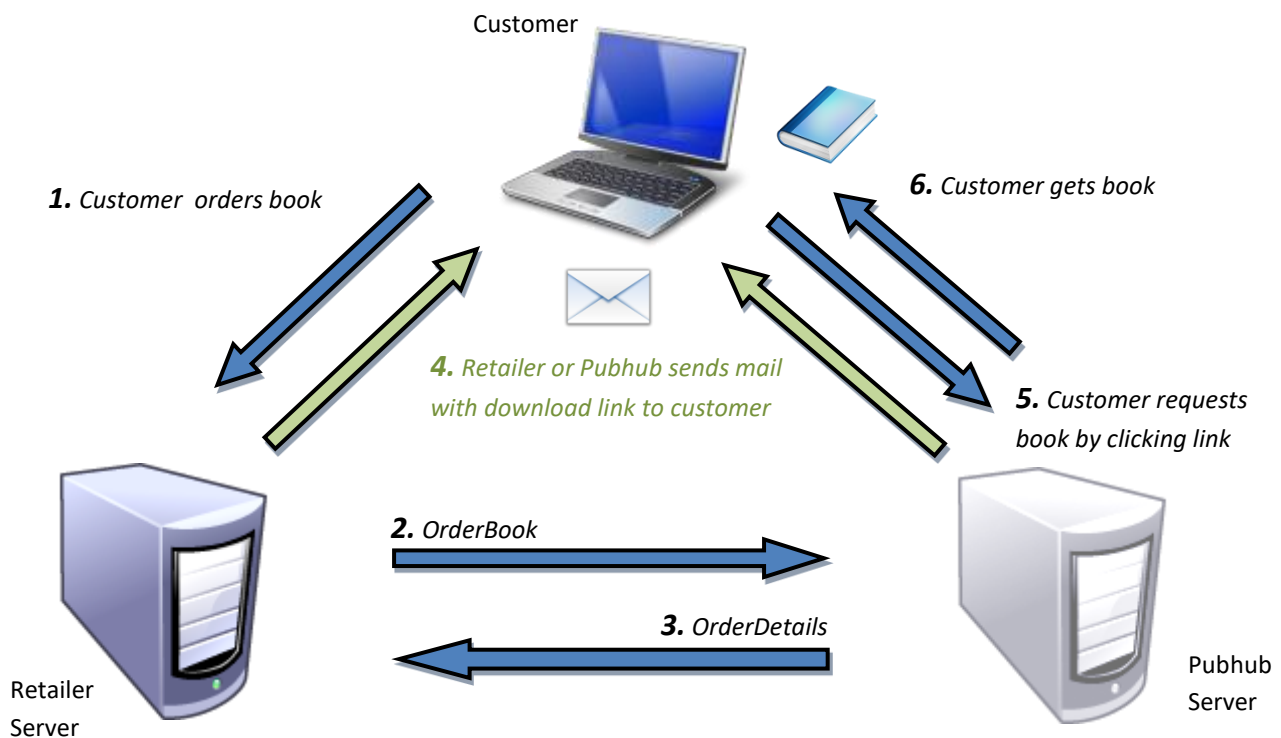 Customer
1. Customer orders book
6. Customer gets book
4. Retailer or Pubhub sends mail
with download link to customer
5. Customer requests
book by clicking link
2. OrderBook
3. OrderDetails
Retailer
Server
Pubhub
Server